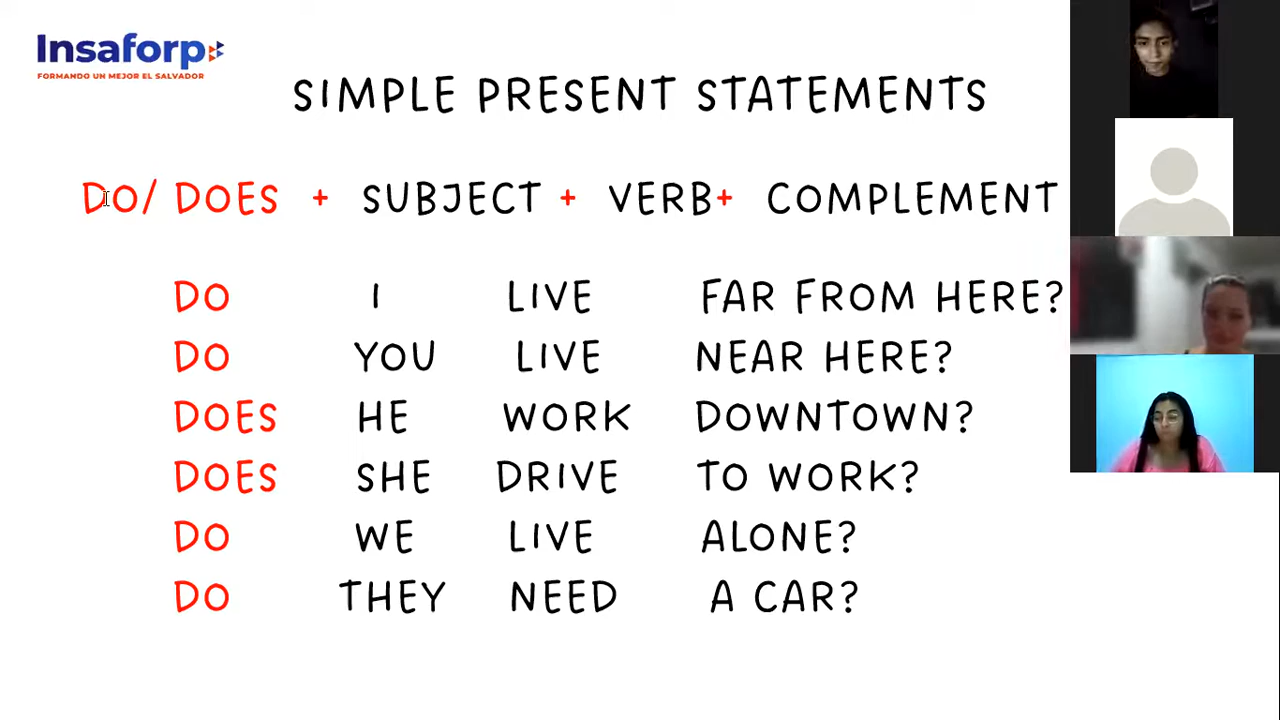 Insaforp
FORMANDO UN MEJOR EL SALVADOR
SIMPLE PRESENT STATEMENTS
DO/ DOES + SUBJECT + VERB+ COMPLEMENT
DO I LIVE FAR FROM HERE?
DO YOU LIVE NEAR HERE?
DOES HE WORK DOWNTOWN?
DOES SHE DRIVE TO WORK?
DO WE LIVE ALONE?
DO THEY NEED A CAR?